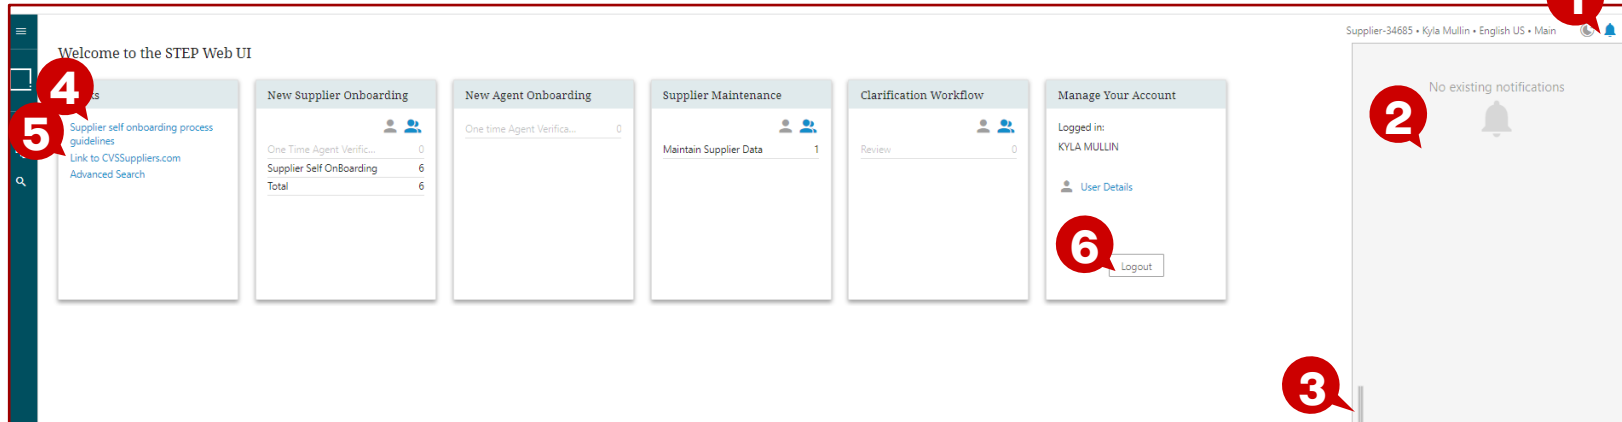 1
Supplier-34685 • Kyla Mullin • English US • Main
Welcome to the STEP Web UI
4
5
Supplier self onboarding process
guidelines
Link to CVSSuppliers.com
Advanced Search
New Supplier Onboarding
One Time Agent Verific... 0
Supplier Self OnBoarding 6
Total 6
New Agent Onboarding
One time Agent Verifica... 0
Supplier Maintenance
Maintain Supplier Data 1
Clarification Workflow
Review 0
Manage Your Account
Logged in:
KYLA MULLIN
User Details
6
Logout
No existing notifications
2
3